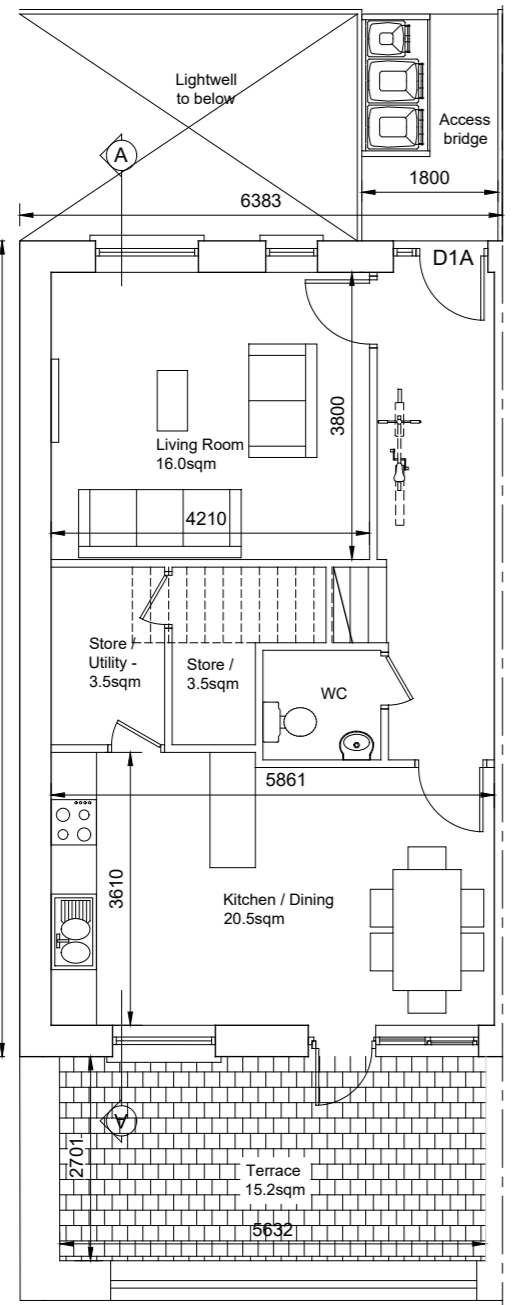 Lightwell
to below
Access
bridge
A
1800
6383
D1A
3800
Living Room
16.0sqm
4210
Store /
Utility -
3.5sqm
Store /
3.5sqm
WC
5861
3610
Kitchen / Dining
20.5sqm
A
2701
Terrace
15.2sqm
5632